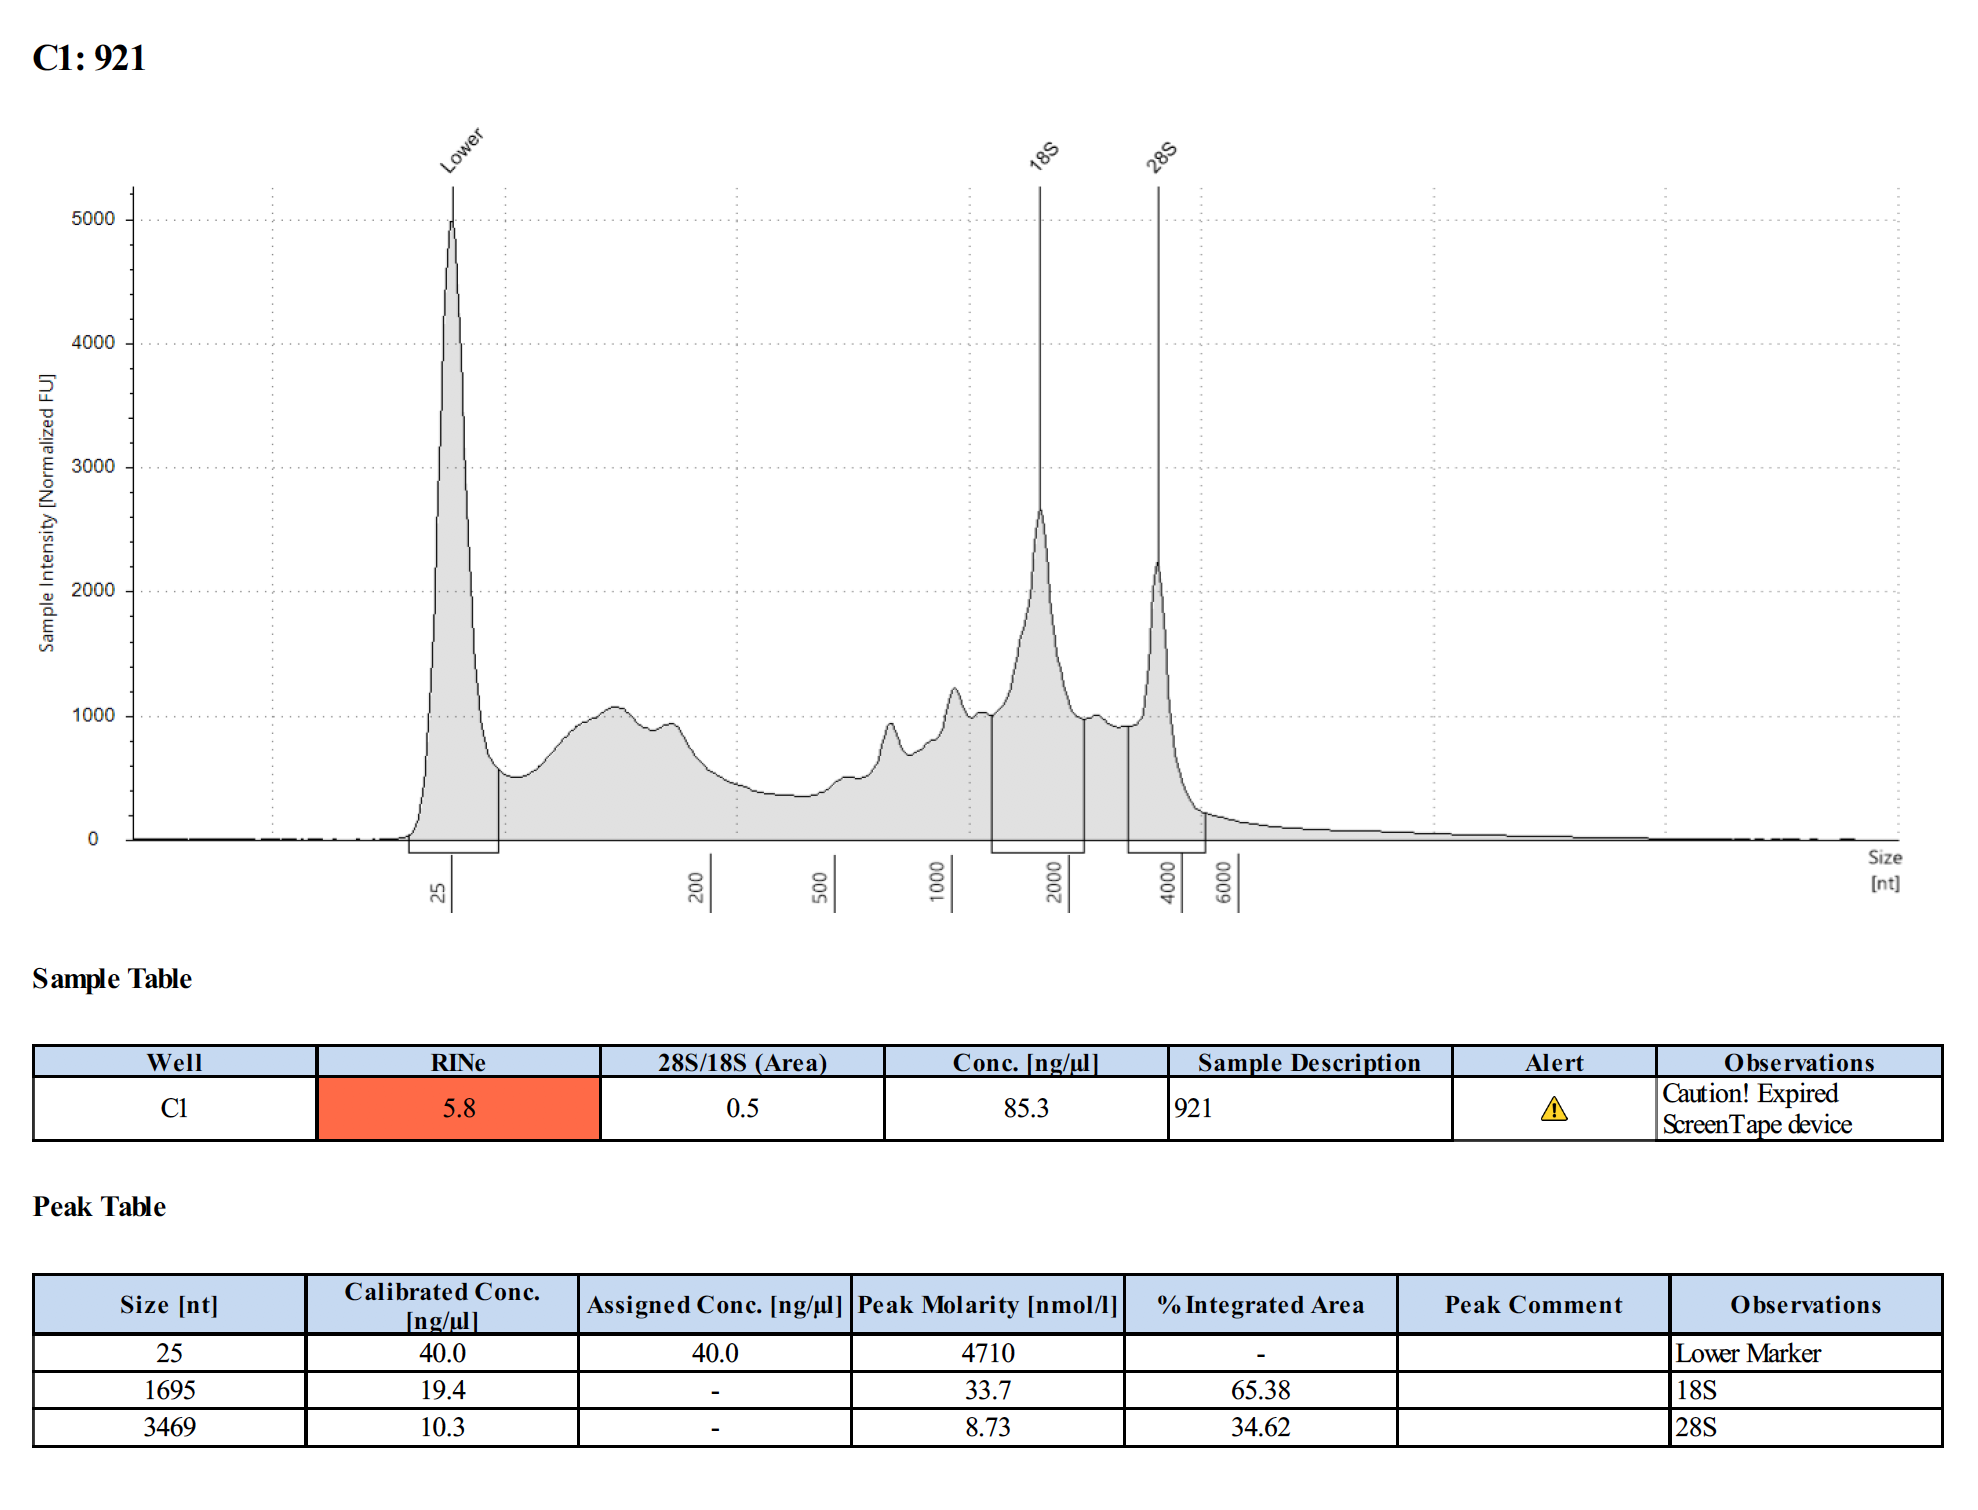 C1: 921
Lower
18S
28S
5000
4000
3000
2000
1000
0
Sample Intensity [Normalized FU]
25
200
500
1000
2000
4000
6000
Size
[nt]
Sample Table
Well RINe 28S/18S (Area) Conc. [ng/µl] Sample Description Alert Observations
C1 5.8 0.5 85.3 921 Caution! Expired
ScreenTape device
Peak Table
Size [nt] Calibrated Conc. [ng/µl] Assigned Conc. [ng/µl] Peak Molarity [nmol/l] % Integrated Area Peak Comment Observations
25 40.0 40.0 4710 - Lower Marker
1695 19.4 - 33.7 65.38 18S
3469 10.3 - 8.73 34.62 28S